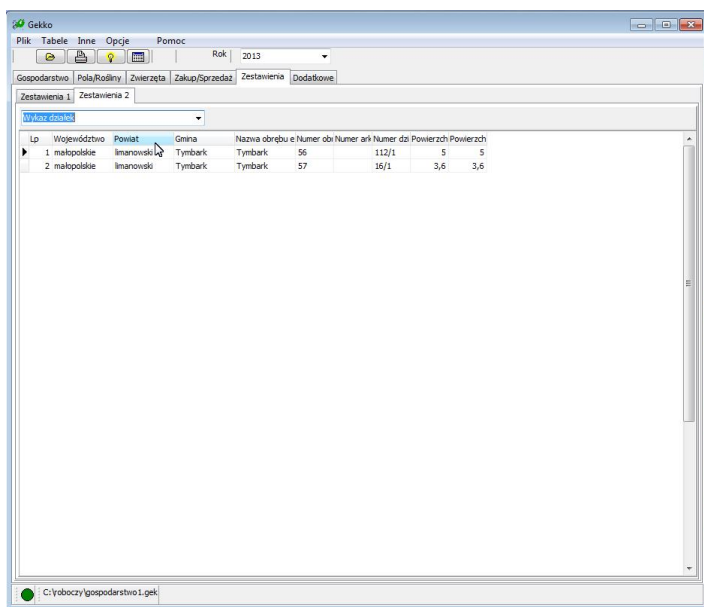 Gekko
Plik Tabele Inne Opcje Pomoc
Rok 2013
Gospodarstwo Pola/Rośliny Zwierzęta Zakup/Sprzedaż Zestawienia Dodatkowe
Zestawienia 1 Zestawienia 2
Wykaz działek
Lp Województwo Powiat Gmina Nazwa obrębu e Numer obr Numer ark Numer dzi Powierzch Powierzch
1 małopolskie limanowski Tymbark Tymbark 56 112/1 5 5
2 małopolskie limanowski Tymbark Tymbark 57 16/1 3,6 3,6
C:\roboczy\gospodarstwo1.gek